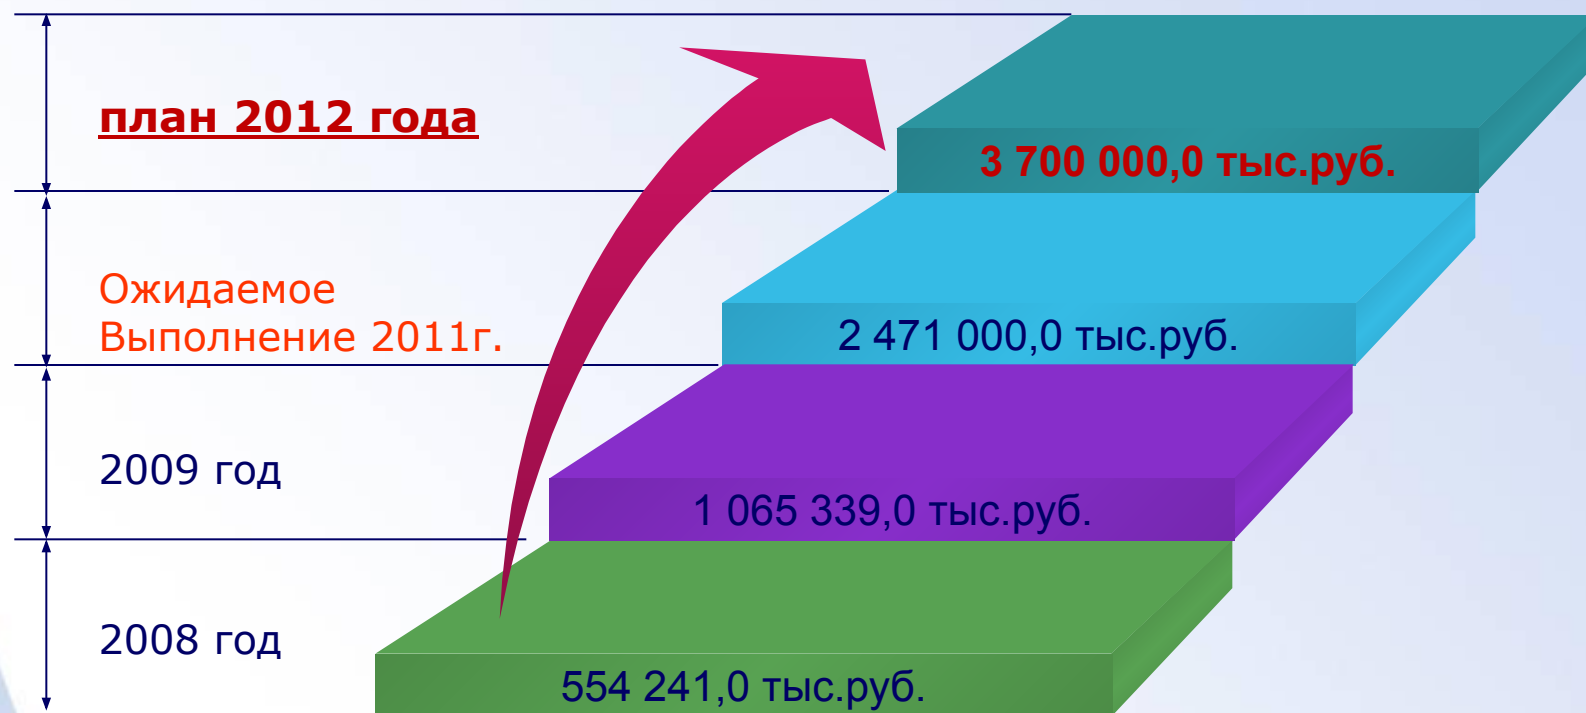 план 2012 года
3 700 000,0 тыс.руб.
Ожидаемое
Выполнение 2011г.
2 471 000,0 тыс.руб.
2009 год
1 065 339,0 тыс.руб.
2008 год
554 241,0 тыс.руб.